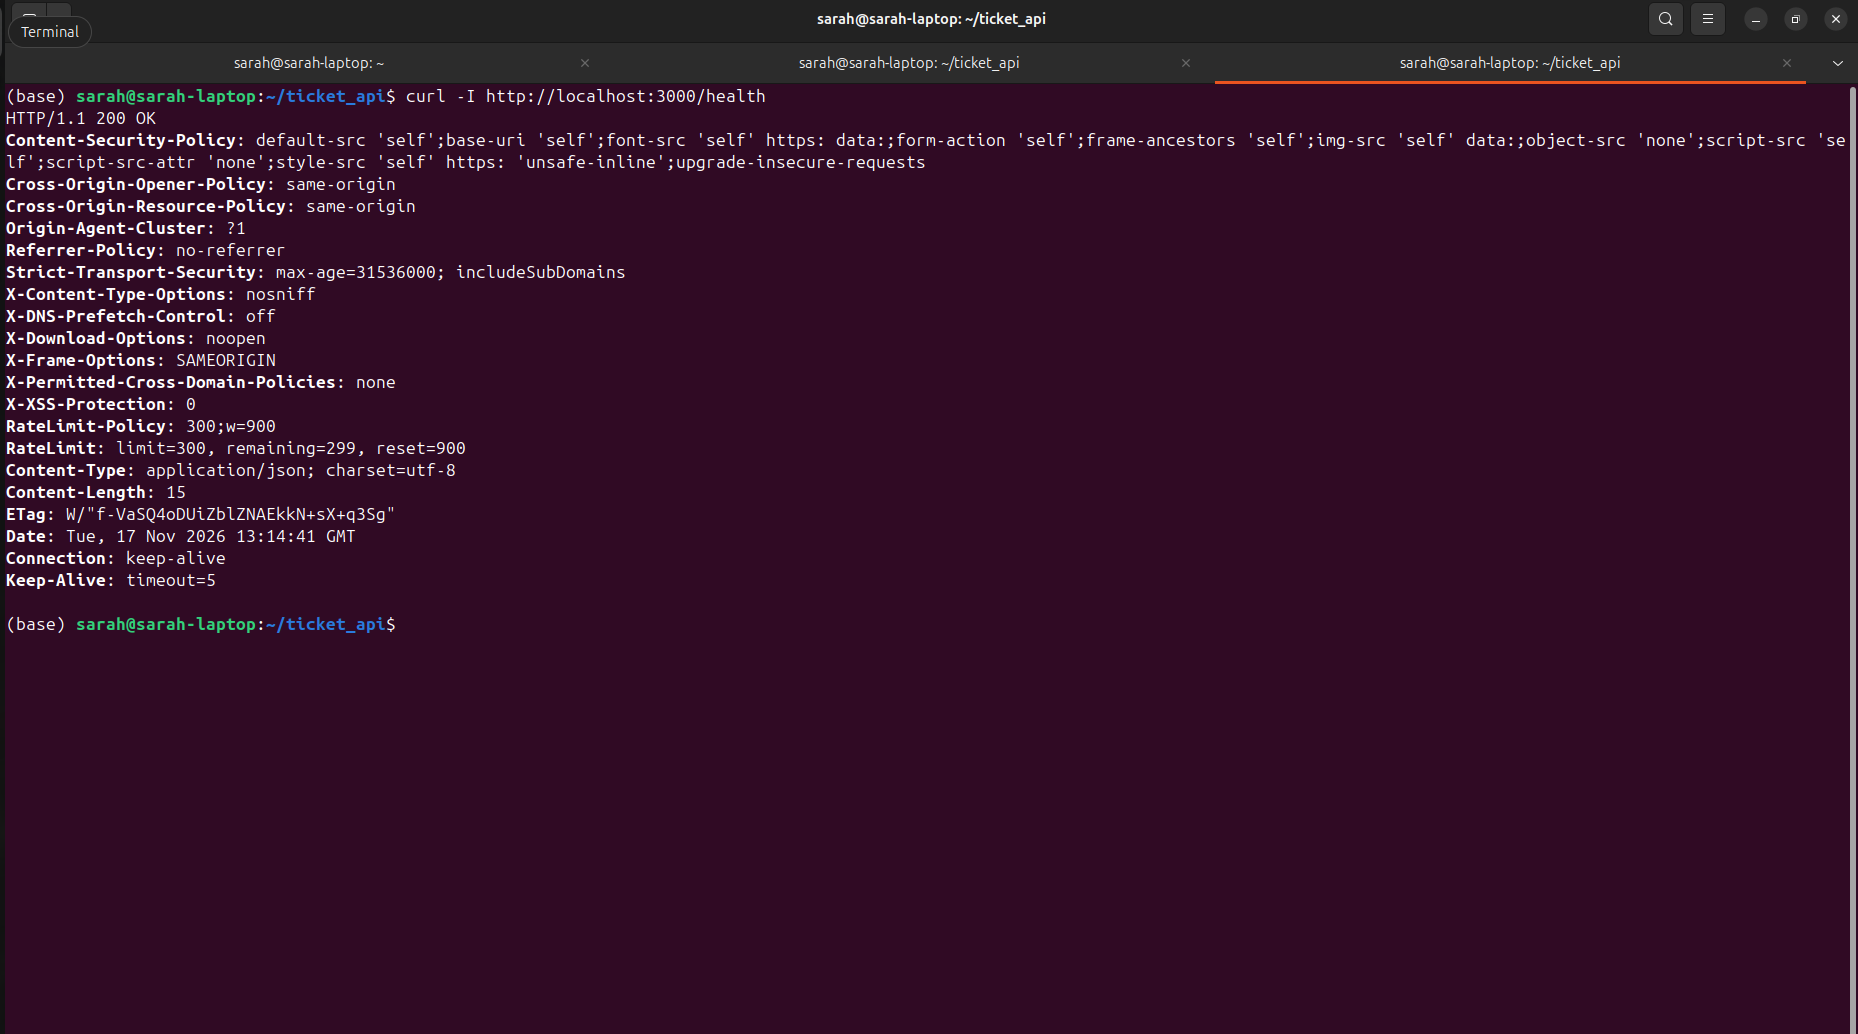 sarah@sarah-laptop: ~/ticket_api
Terminal
sarah@sarah-laptop: ~
sarah@sarah-laptop: ~/ticket_api
sarah@sarah-laptop: ~/ticket_api
(base) sarah@sarah-laptop:~/ticket_api$ curl -I http://localhost:3000/health
HTTP/1.1 200 OK
Content-Security-Policy: default-src 'self';base-uri 'self';font-src 'self' https: data:;form-action 'self';frame-ancestors 'self';img-src 'self' data:;object-src 'none';script-src 'se
lf';script-src-attr 'none';style-src 'self' https: 'unsafe-inline';upgrade-insecure-requests
Cross-Origin-Opener-Policy: same-origin
Cross-Origin-Resource-Policy: same-origin
Origin-Agent-Cluster: ?1
Referrer-Policy: no-referrer
Strict-Transport-Security: max-age=31536000; includeSubDomains
X-Content-Type-Options: nosniff
X-DNS-Prefetch-Control: off
X-Download-Options: noopen
X-Frame-Options: SAMEORIGIN
X-Permitted-Cross-Domain-Policies: none
X-XSS-Protection: 0
RateLimit-Policy: 300;w=900
RateLimit: limit=300, remaining=299, reset=900
Content-Type: application/json; charset=utf-8
Content-Length: 15
ETag: W/"f-VaSQ4oDUiZblZNAEkkN+sX+q3Sg"
Date: Tue, 17 Nov 2026 13:14:41 GMT
Connection: keep-alive
Keep-Alive: timeout=5
(base) sarah@sarah-laptop:~/ticket_api$